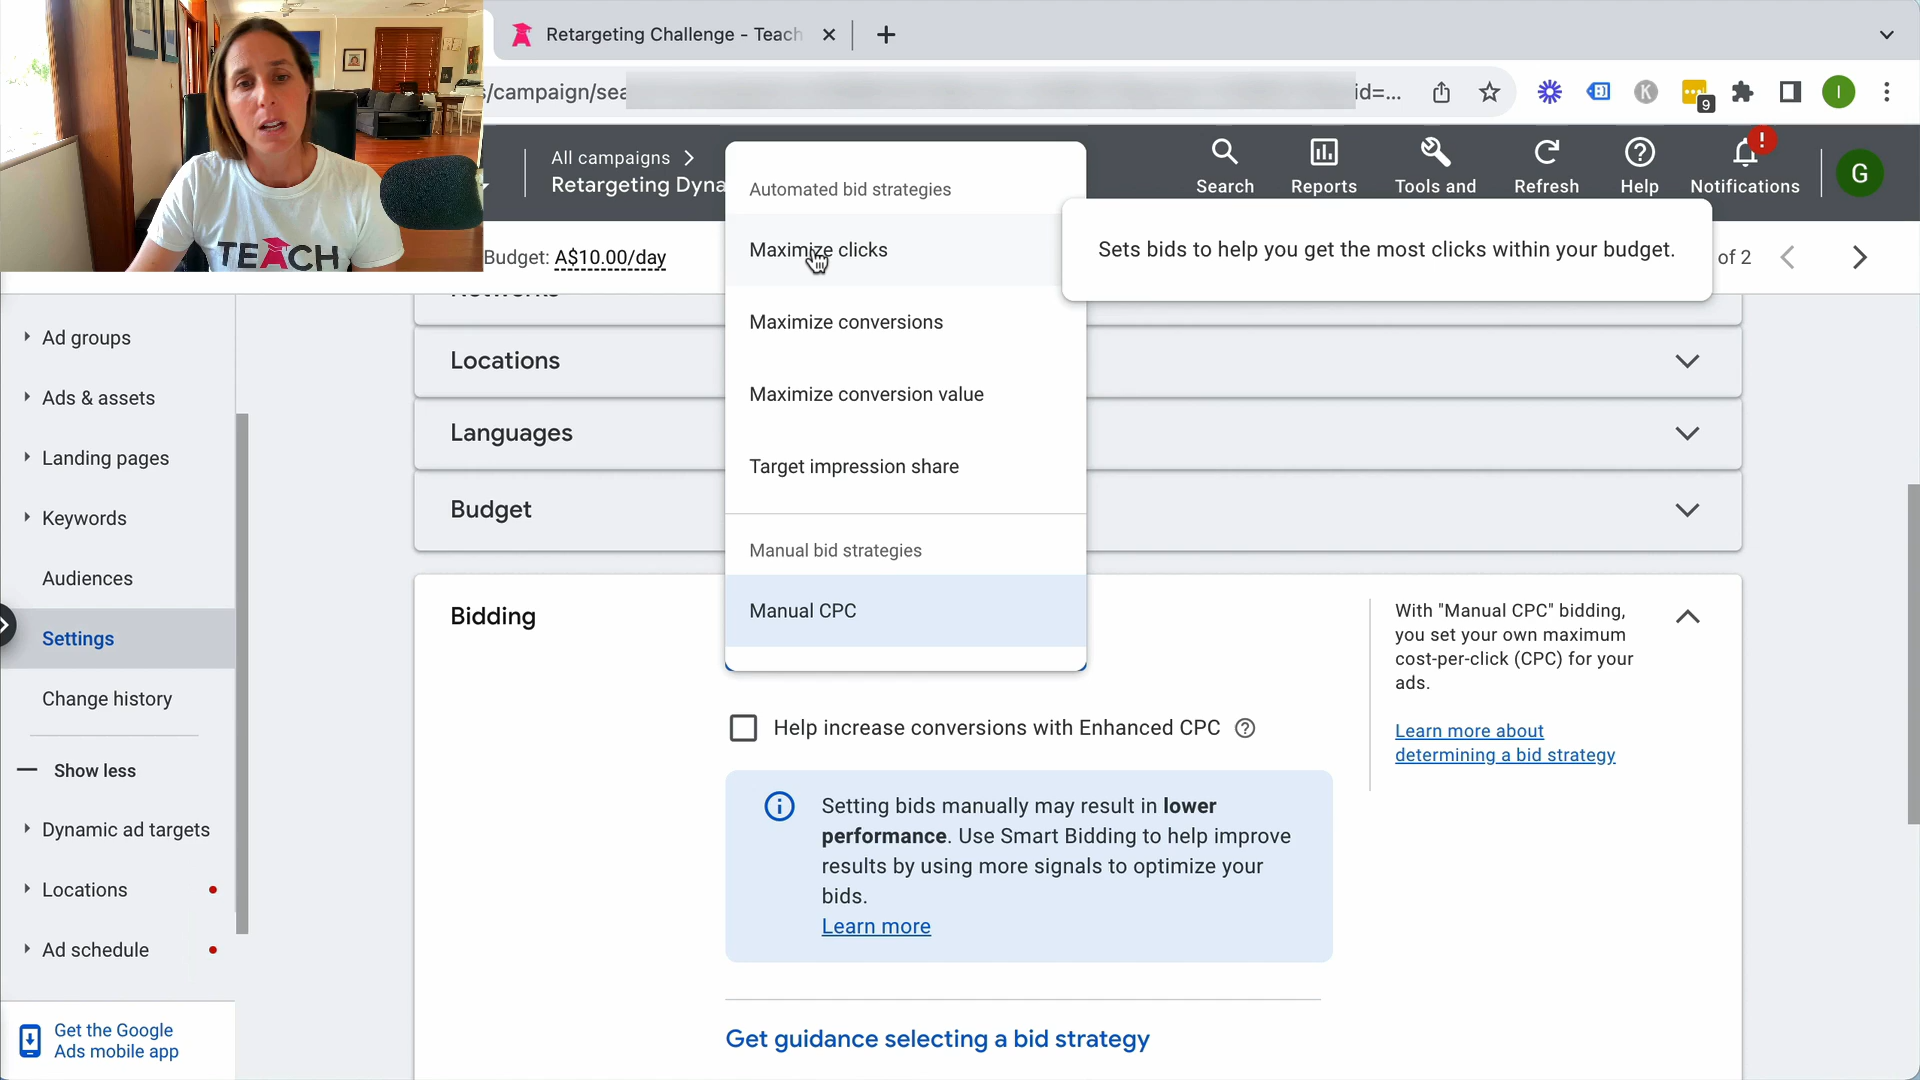 Retargeting Challenge - Teach
s/campaign/sea
id=...
9
I
All campaigns
Retargeting Dyna
Search
Reports
Tools and
Refresh
Help
!
Notifications
G
TEACH
Budget: A$10.00/day
of 2
Automated bid strategies
Maximize clicks
Sets bids to help you get the most clicks within your budget.
Maximize conversions
Maximize conversion value
Target impression share
Manual bid strategies
Manual CPC
Ad groups
Ads & assets
Landing pages
Keywords
Audiences
Settings
Change history
Show less
Dynamic ad targets
Locations
Ad schedule
Get the Google
Ads mobile app
Networks
Locations
Languages
Budget
Bidding
Help increase conversions with Enhanced CPC
Setting bids manually may result in lower
performance. Use Smart Bidding to help improve
results by using more signals to optimize your
bids.
Learn more
Get guidance selecting a bid strategy
With "Manual CPC" bidding,
you set your own maximum
cost-per-click (CPC) for your
ads.
Learn more about
determining a bid strategy